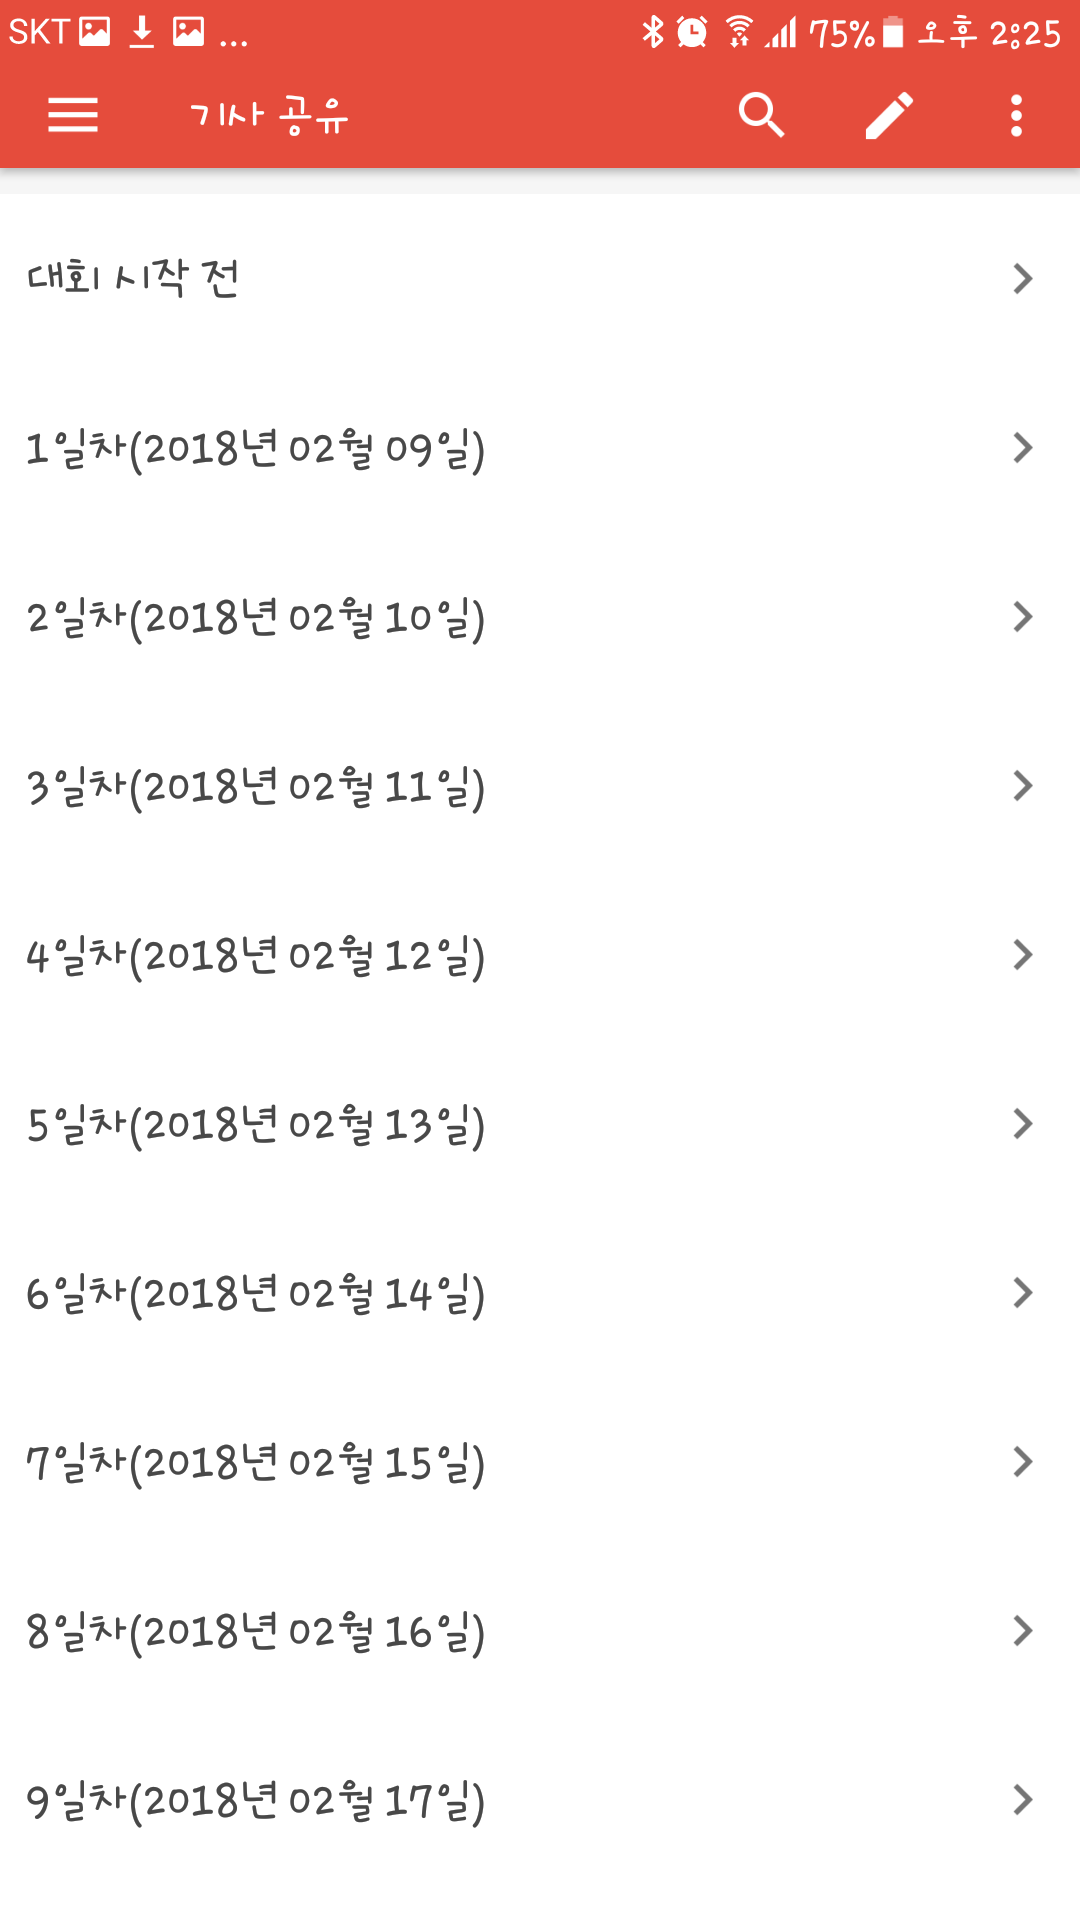 SKT ... 75% 오후 2:25
기사 공유
대회 시작 전
1일차(2018년 02월 09일)
2일차(2018년 02월 10일)
3일차(2018년 02월 11일)
4일차(2018년 02월 12일)
5일차(2018년 02월 13일)
6일차(2018년 02월 14일)
7일차(2018년 02월 15일)
8일차(2018년 02월 16일)
9일차(2018년 02월 17일)